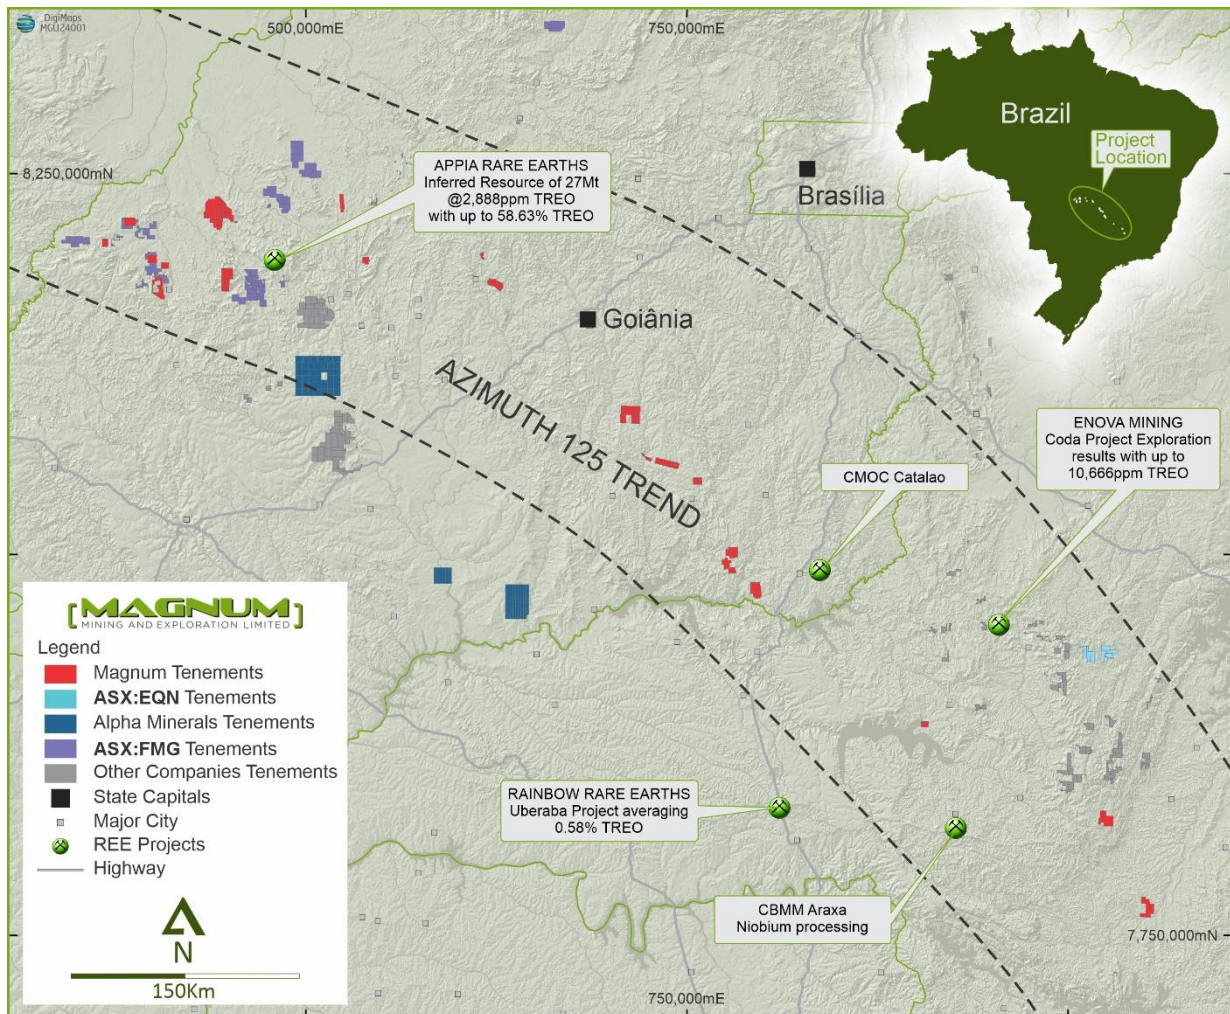 DigiMaps
MGU24001
500,000mE
750,000mE
Brazil
Project
Location
8,250,000mN
APPIA RARE EARTHS
Inferred Resource of 27Mt
@2,888ppm TREO
with up to 58.63% TREO
Brasília
Goiânia
AZIMUTH 125 TREND
ENOVA MINING
Coda Project Exploration
results with up to
10,666ppm TREO
CMOC Catalao
[MAGNUM]
MINING AND EXPLORATION LIMITED
Legend
Magnum Tenements
ASX:EQN Tenements
Alpha Minerals Tenements
ASX:FMG Tenements
Other Companies Tenements
State Capitals
Major City
REE Projects
Highway
N
150Km
RAINBOW RARE EARTHS
Uberaba Project averaging
0.58% TREO
CBMM Araxa
Niobium processing
7,750,000mN
750,000mE